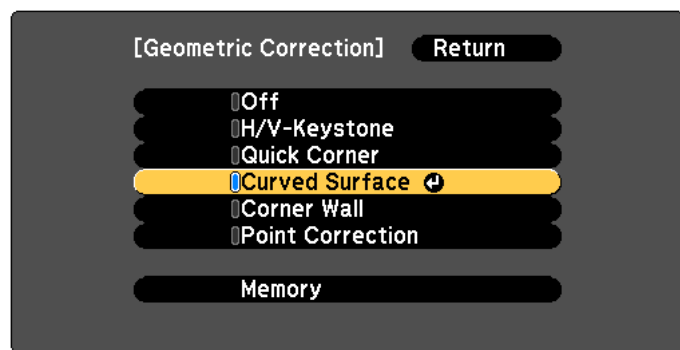 [Geometric Correction] Return
Off
H/V-Keystone
Quick Corner
Curved Surface
Corner Wall
Point Correction
Memory